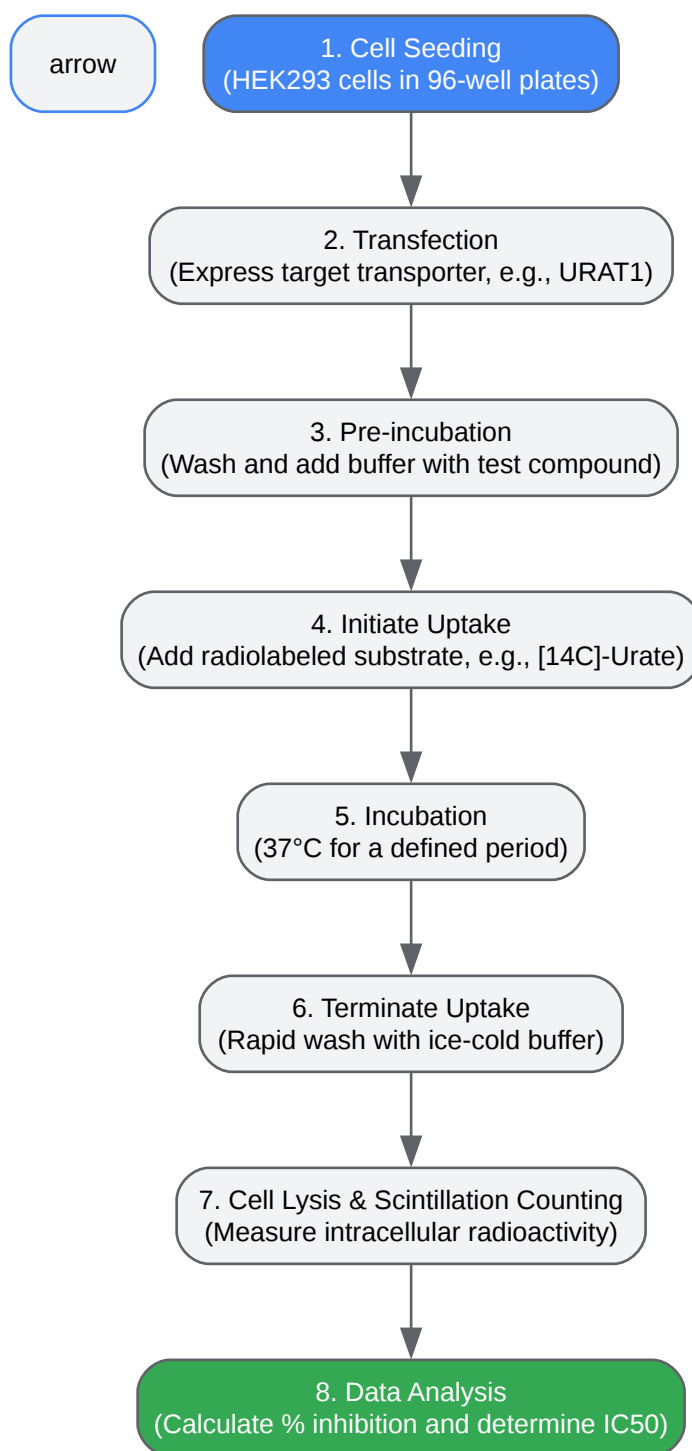 arrow
1. Cell Seeding
(HEK293 cells in 96-well plates)
2. Transfection
(Express target transporter, e.g., URAT1)
3. Pre-incubation
(Wash and add buffer with test compound)
4. Initiate Uptake
(Add radiolabeled substrate, e.g., [14C]-Urate)
5. Incubation
(37°C for a defined period)
6. Terminate Uptake
(Rapid wash with ice-cold buffer)
7. Cell Lysis & Scintillation Counting
(Measure intracellular radioactivity)
8. Data Analysis
(Calculate % inhibition and determine IC50)